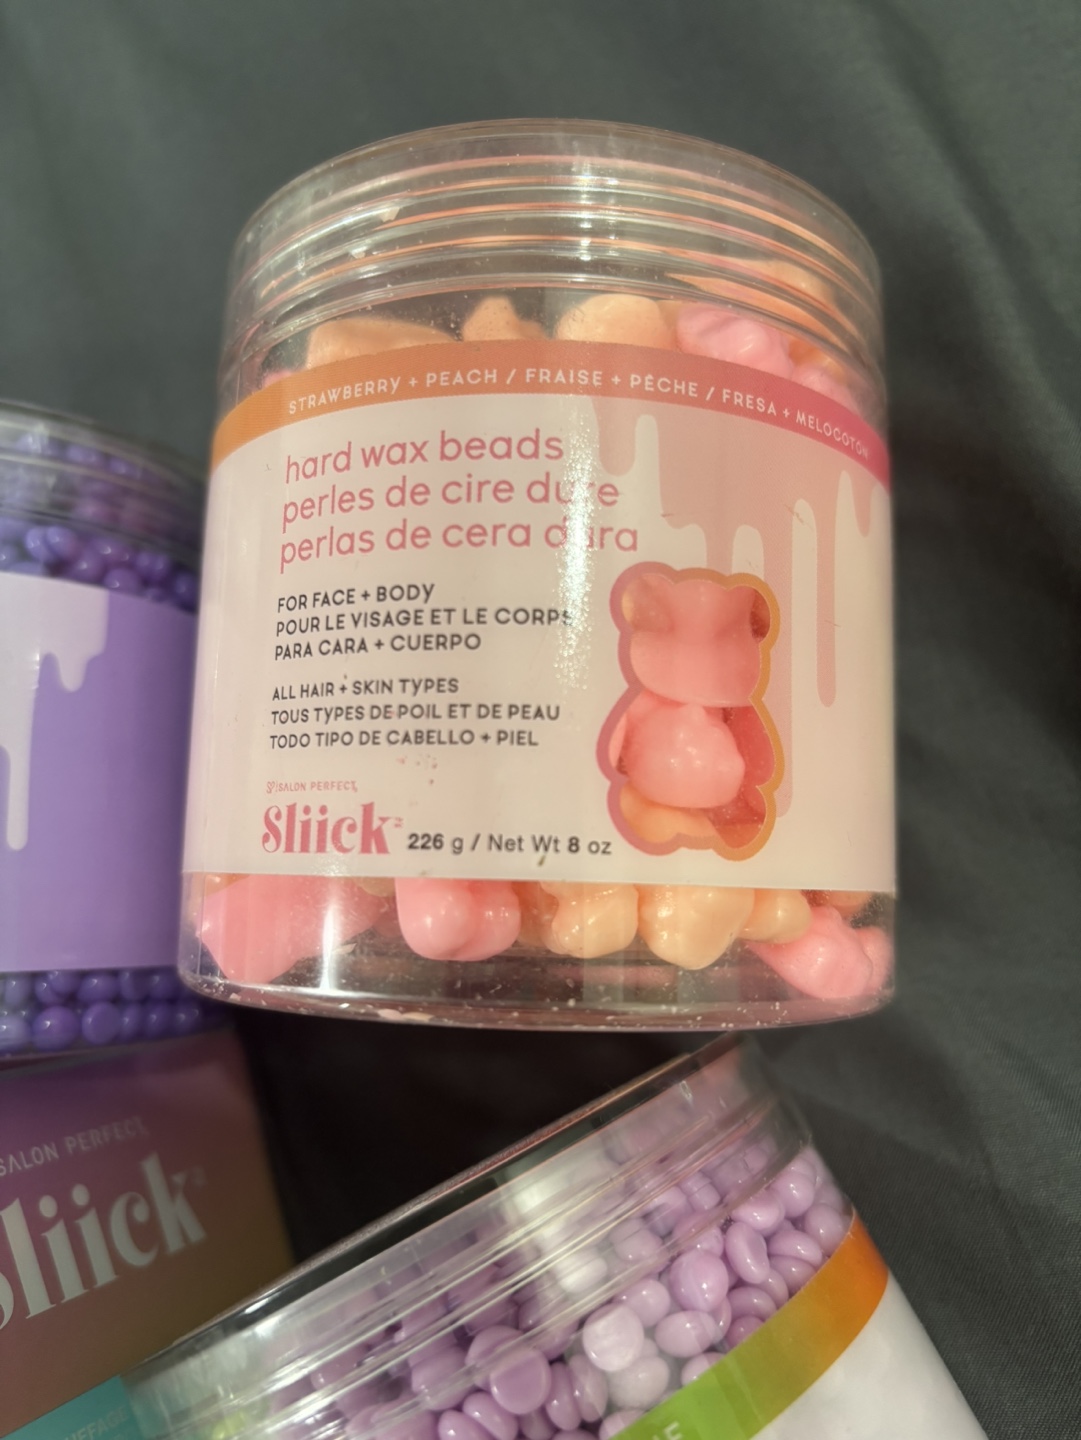 STRAWBERRY + PEACH / FRAISE + PÊCHE / FRESA + MELOCOTON
hard wax beads
perles de cire dure
perlas de cera dura
FOR FACE + BODY
POUR LE VISAGE ET LE CORPS
PARA CARA + CUERPO
ALL HAIR + SKIN TYPES
TOUS TYPES DE POIL ET DE PEAU
TODO TIPO DE CABELLO + PIEL
SP | SALON PERFECT
Sliick™ 226 g / Net Wt 8 oz
SALON PERFECT
Sliick